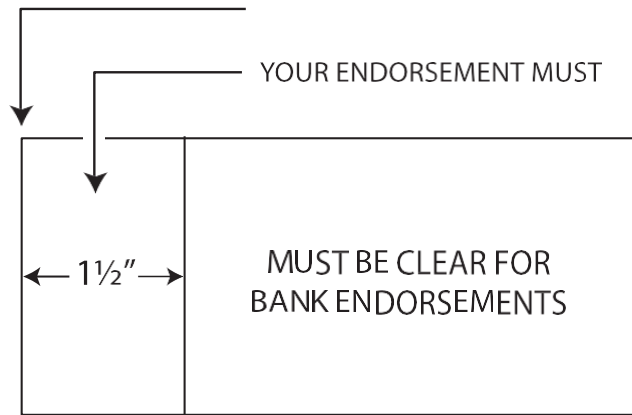 YOUR ENDORSEMENT MUST
1½"
MUST BE CLEAR FOR
BANK ENDORSEMENTS